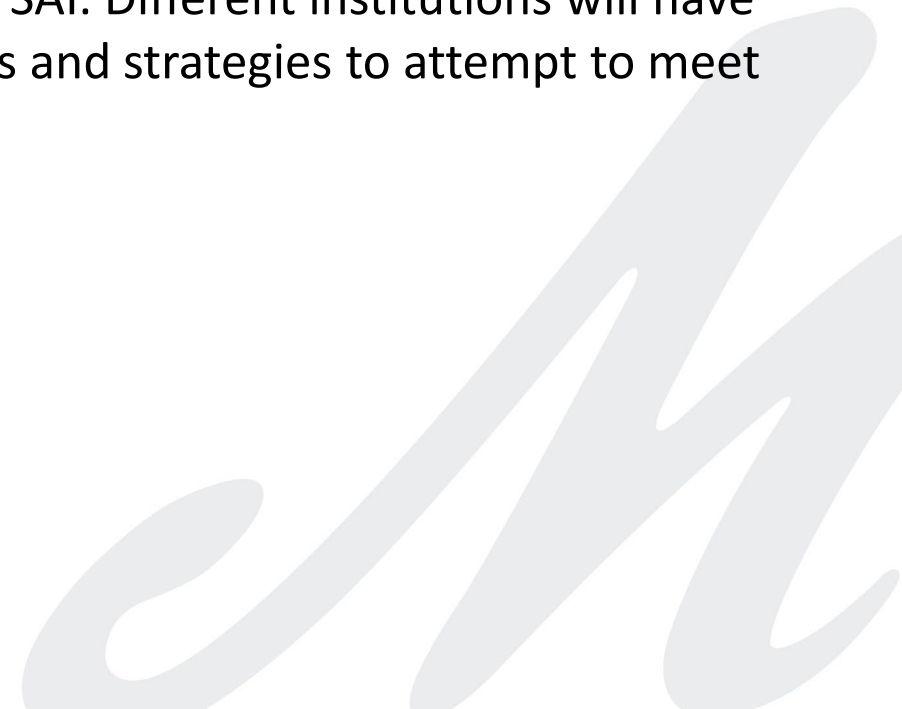 SAI. Different institutions will have
s and strategies to attempt to meet